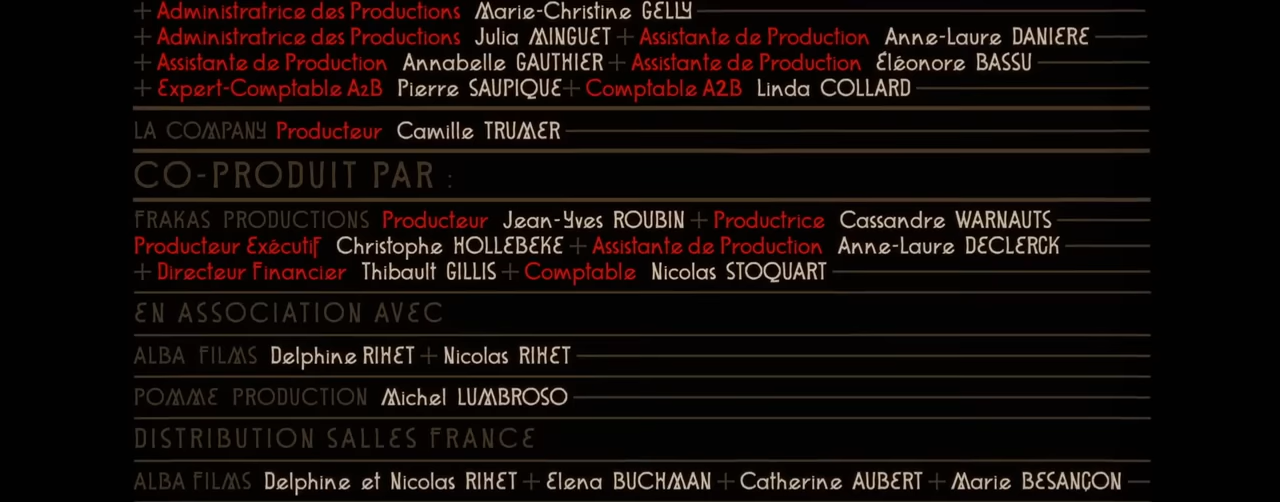 + Administratrice des Productions Marie-Christine GELLY
+ Administratrice des Productions Julia MINGUET + Assistante de Production Anne-Laure DANIERE
+ Assistante de Production Annabelle GAUTHIER + Assistante de Production Éléonore BASSU
+ Expert-Comptable A2B Pierre SAUPIQUE + Comptable A2B Linda COLLARD
LA COMPANY Producteur Camille TRUMER
CO-PRODUIT PAR :
FRAKAS PRODUCTIONS Producteur Jean-Yves ROUBIN + Productrice Cassandre WARNAUTS
Producteur Exécutif Christophe HOLLEBEKE + Assistante de Production Anne-Laure DECLERCK
+ Directeur Financier Thibault GILLIS + Comptable Nicolas STOQUART
EN ASSOCIATION AVEC
ALBA FILMS Delphine RIHET + Nicolas RIHET
POMME PRODUCTION Michel LUMBROSO
DISTRIBUTION SALLES FRANCE
ALBA FILMS Delphine et Nicolas RIHET + Elena BUCHMAN + Catherine AUBERT + Marie BESANÇON